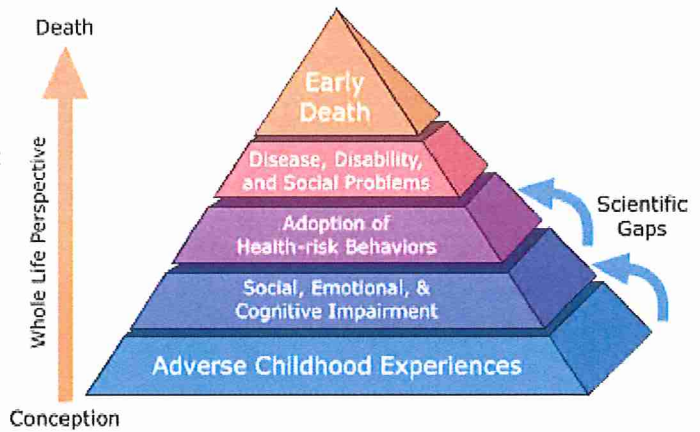 Death
Whole Life Perspective
Conception
Early
Death
Disease, Disability,
and Social Problems
Adoption of
Health-risk Behaviors
Social, Emotional, &
Cognitive Impairment
Adverse Childhood Experiences
Scientific
Gaps